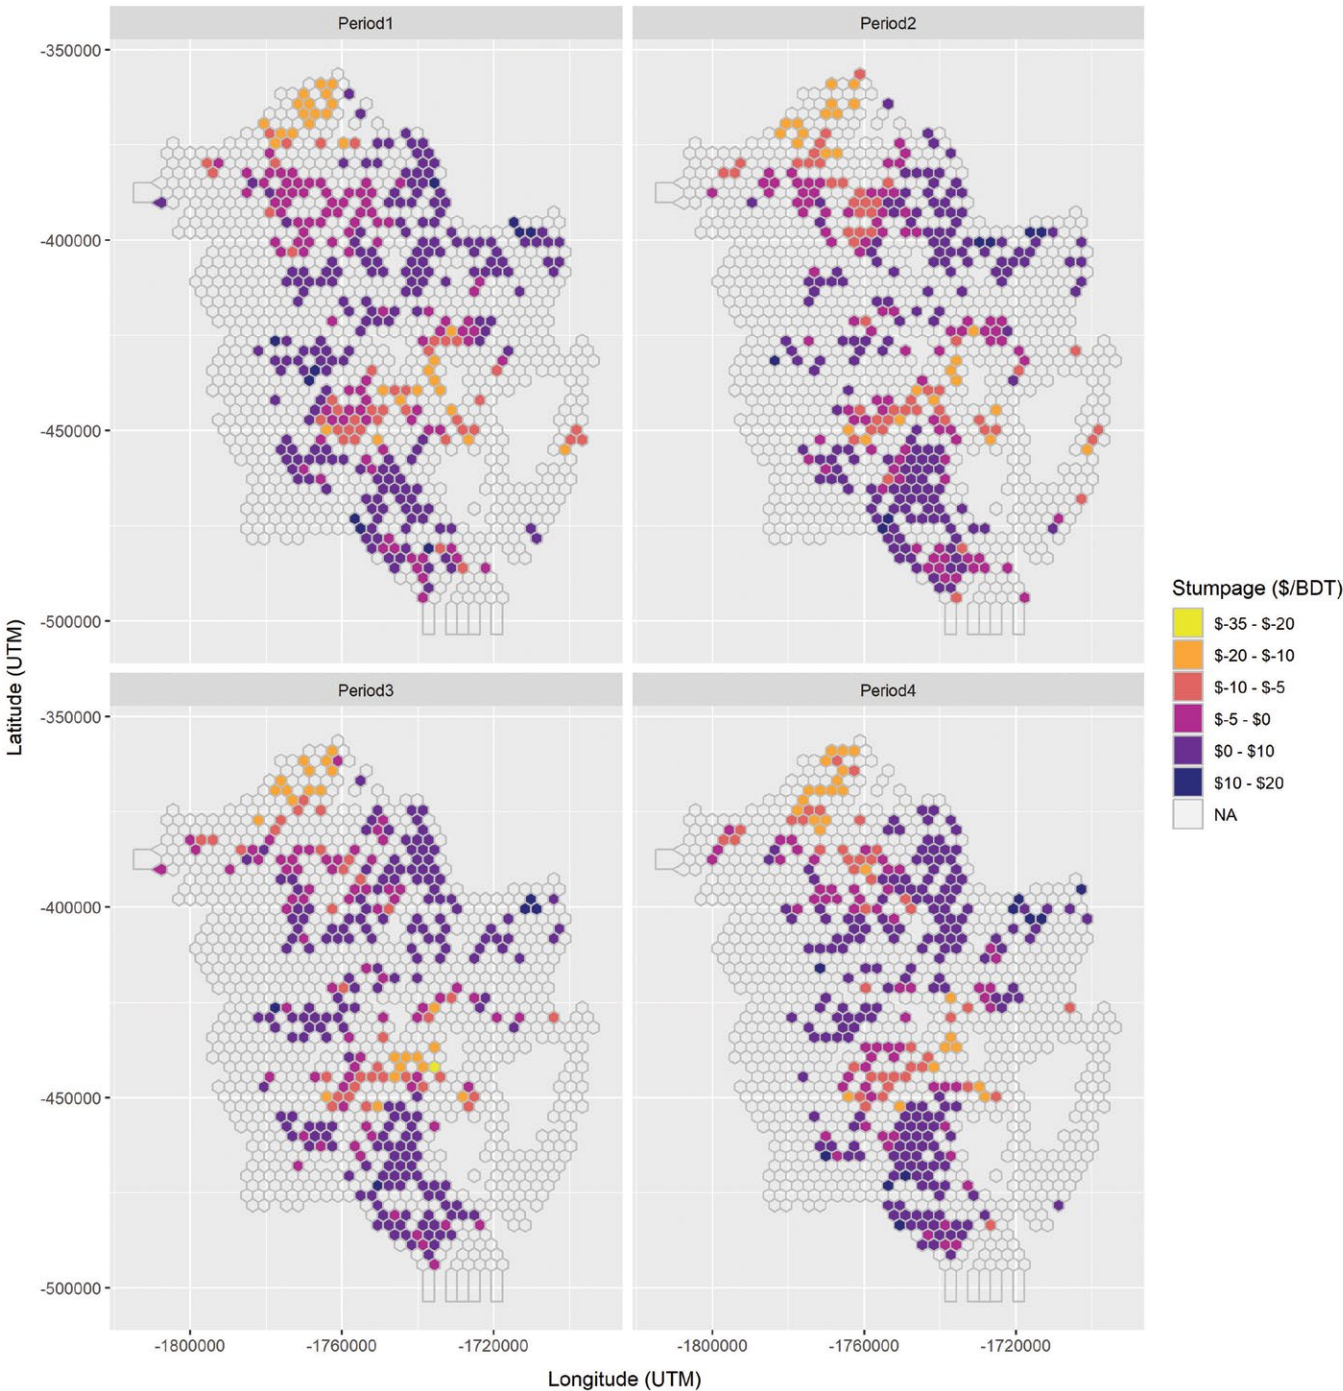 Period1
Period2
-350000
-400000
-450000
-500000
Period3
Period4
-350000
-400000
-450000
-500000
-1800000
-1760000
-1720000
-1800000
-1760000
-1720000
Latitude (UTM)
Longitude (UTM)
Stumpage ($/BDT)
$-35 - $-20
$-20 - $-10
$-10 - $-5
$-5 - $0
$0 - $10
$10 - $20
NA